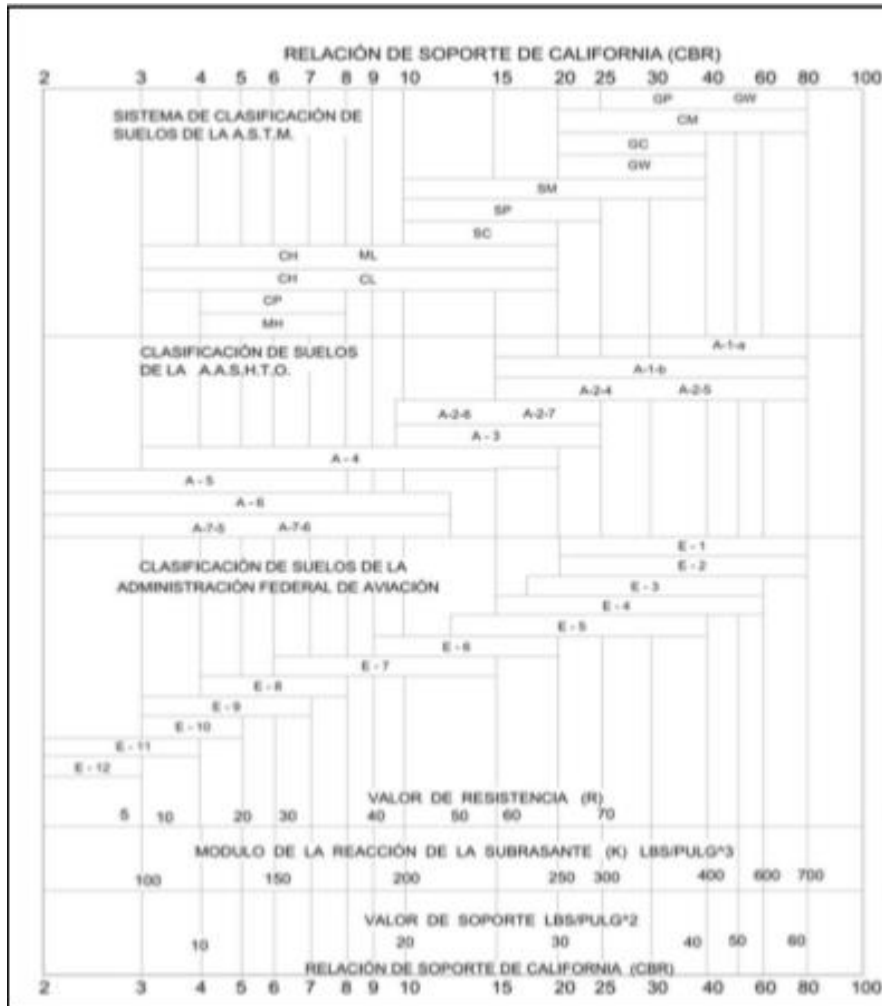 RELACIÓN DE SOPORTE DE CALIFORNIA (CBR)
2 3 4 5 6 7 8 9 10 15 20 25 30 40 60 80 100
SISTEMA DE CLASIFICACIÓN DE
SUELOS DE LA A.S.T.M.
GP GW
CM
GC
GW
SM
SP
SC
CH ML
CH CL
CP
MH
CLASIFICACIÓN DE SUELOS
DE LA A.A.S.H.T.O.
A-1-a
A-1-b
A-2-4 A-2-5
A-2-6 A-2-7
A - 3
A - 4
A - 5
A - 6
A-7-5 A-7-6
CLASIFICACIÓN DE SUELOS DE LA
ADMINISTRACIÓN FEDERAL DE AVIACIÓN
E - 1
E - 2
E - 3
E - 4
E - 5
E - 6
E - 7
E - 8
E - 9
E - 10
E - 11
E - 12
VALOR DE RESISTENCIA (R)
5 10 20 30 40 50 60 70
MODULO DE LA REACCIÓN DE LA SUBRASANTE (K) LBS/PULG^3
100 150 200 250 300 400 600 700
VALOR DE SOPORTE LBS/PULG^2
10 20 30 40 50 60
RELACIÓN DE SOPORTE DE CALIFORNIA (CBR)
2 3 4 5 6 7 8 9 10 15 20 25 30 40 60 80 100